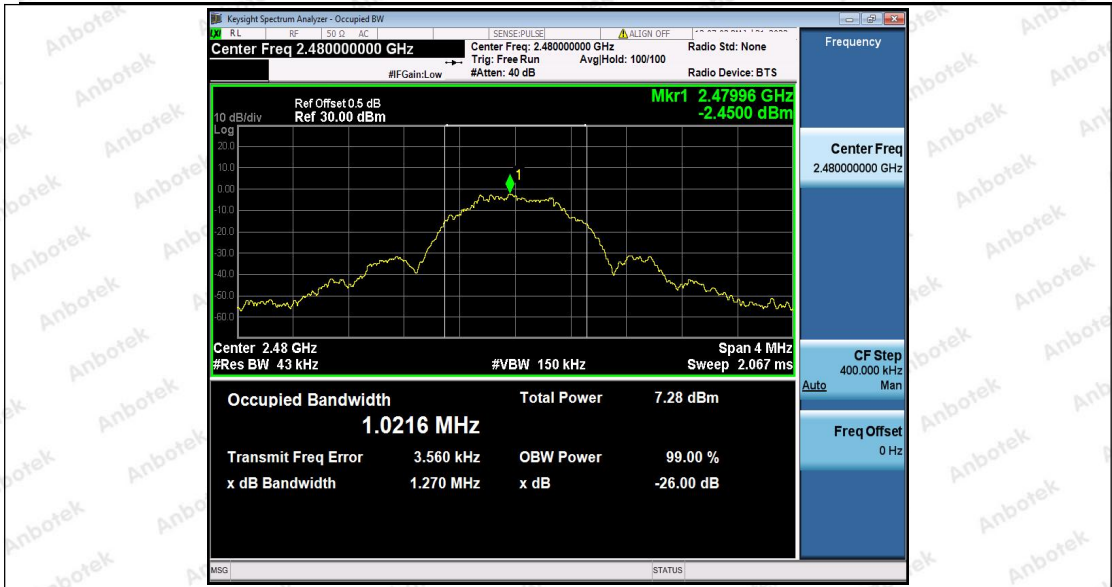 Keysight Spectrum Analyzer - Occupied BW
RL RF 50 Ω AC SENSE:PULSE ALIGN OFF
Center Freq 2.480000000 GHz
Center Freq: 2.480000000 GHz
Radio Std: None
Trig: Free Run Avg|Hold: 100/100
#IFGain:Low #Atten: 40 dB Radio Device: BTS
Frequency
Mkr1 2.47996 GHz
-2.4500 dBm
Ref Offset 0.5 dB
10 dB/div Ref 30.00 dBm
Log
20.0
10.0
0.00
-10.0
-20.0
-30.0
-40.0
-50.0
-60.0
1
Center 2.48 GHz Span 4 MHz
#Res BW 43 kHz #VBW 150 kHz Sweep 2.067 ms
Center Freq
2.480000000 GHz
CF Step
400.000 kHz
Auto Man
Freq Offset
0 Hz
Occupied Bandwidth Total Power 7.28 dBm
1.0216 MHz
Transmit Freq Error 3.560 kHz OBW Power 99.00 %
x dB Bandwidth 1.270 MHz x dB -26.00 dB
MSG STATUS
Anbotek